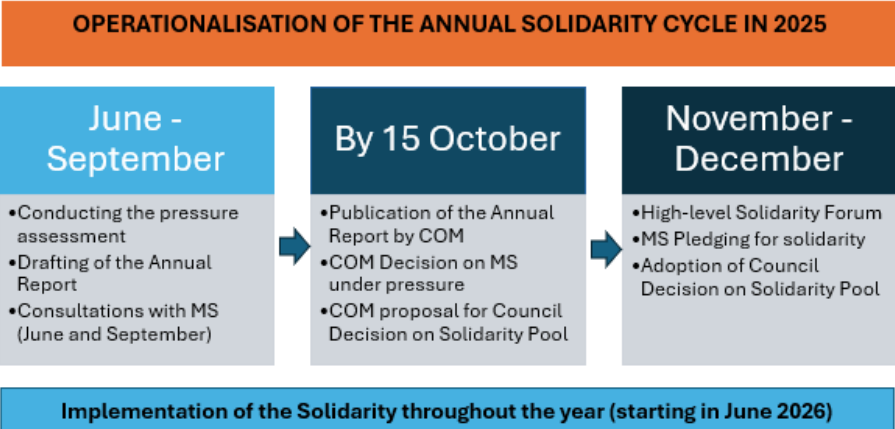 OPERATIONALISATION OF THE ANNUAL SOLIDARITY CYCLE IN 2025
June -
September
•Conducting the pressure
assessment
•Drafting of the Annual
Report
•Consultations with MS
(June and September)
By 15 October
•Publication of the Annual
Report by COM
•COM Decision on MS
under pressure
•COM proposal for Council
Decision on Solidarity Pool
November -
December
•High-level Solidarity Forum
•MS Pledging for solidarity
•Adoption of Council
Decision on Solidarity Pool
Implementation of the Solidarity throughout the year (starting in June 2026)